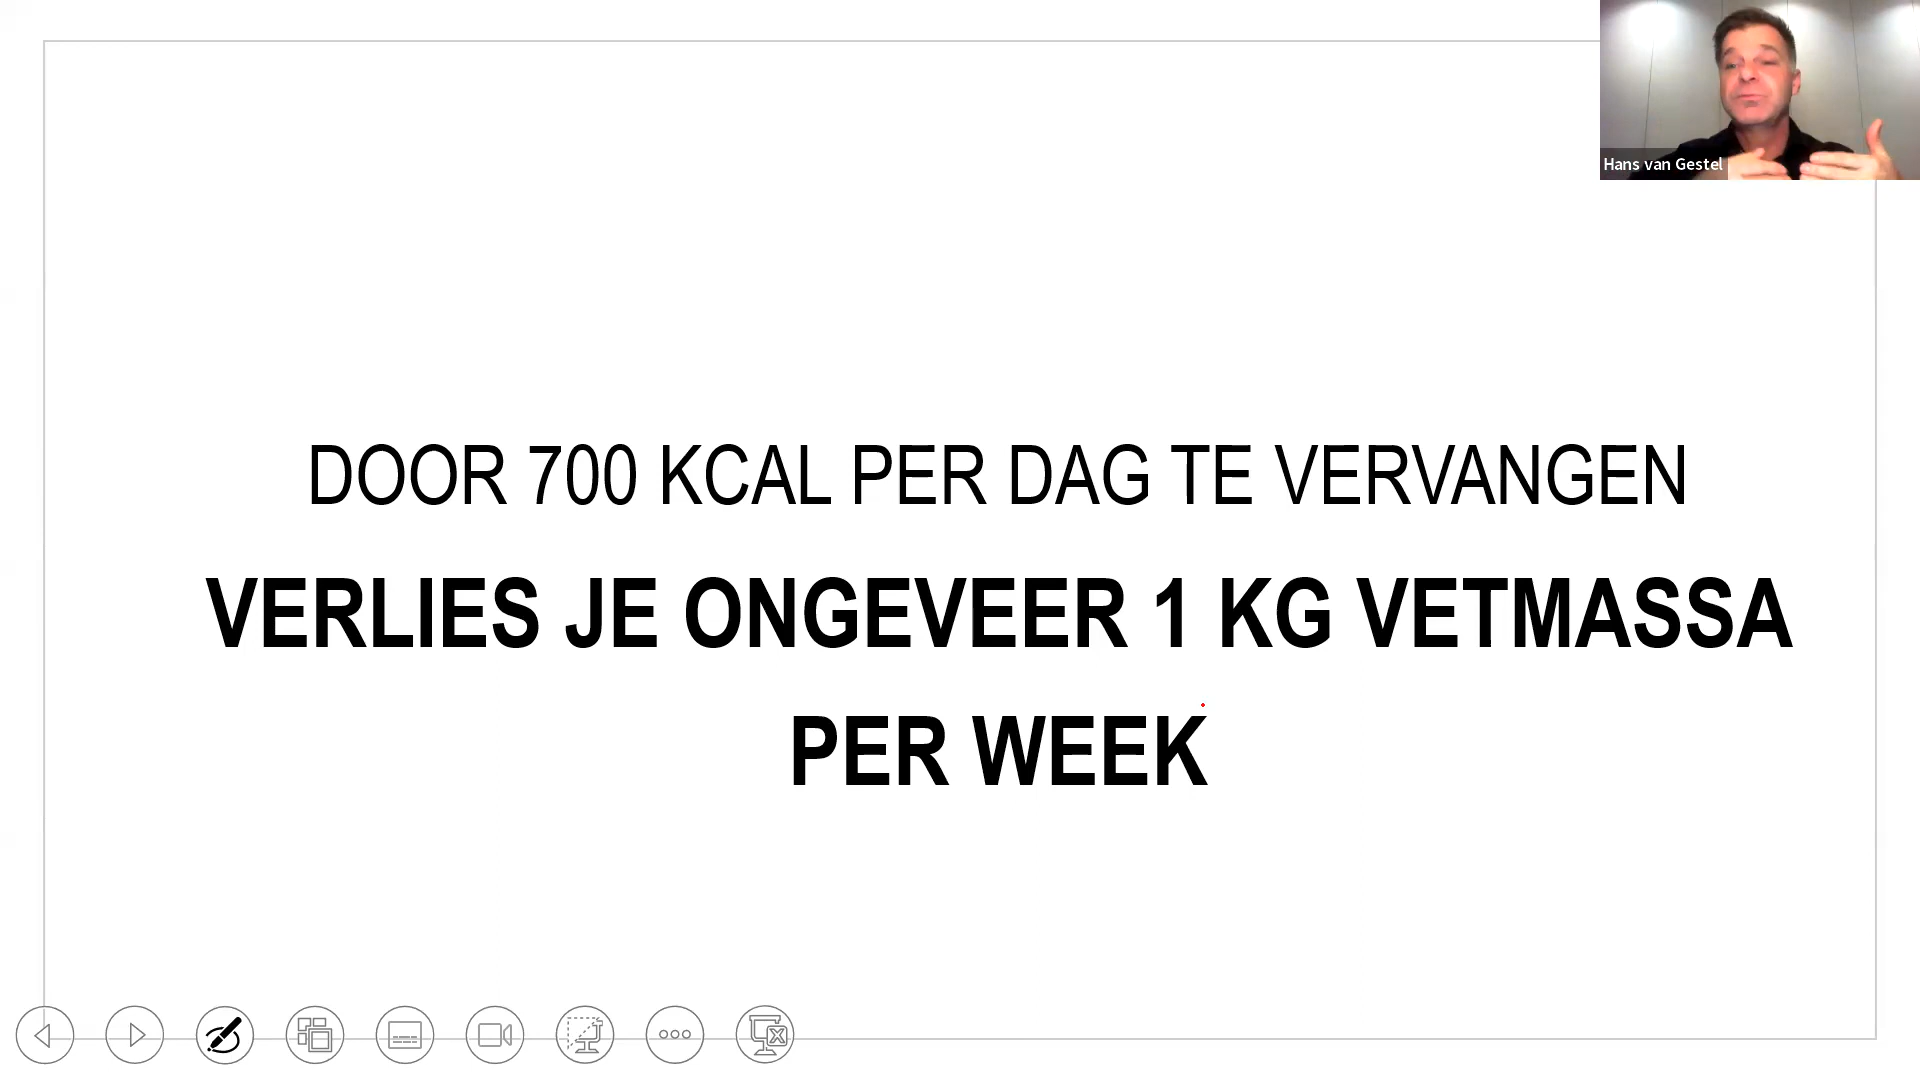 Hans van Gestel
DOOR 700 KCAL PER DAG TE VERVANGEN
VERLIES JE ONGEVEER 1 KG VETMASSA
PER WEEK